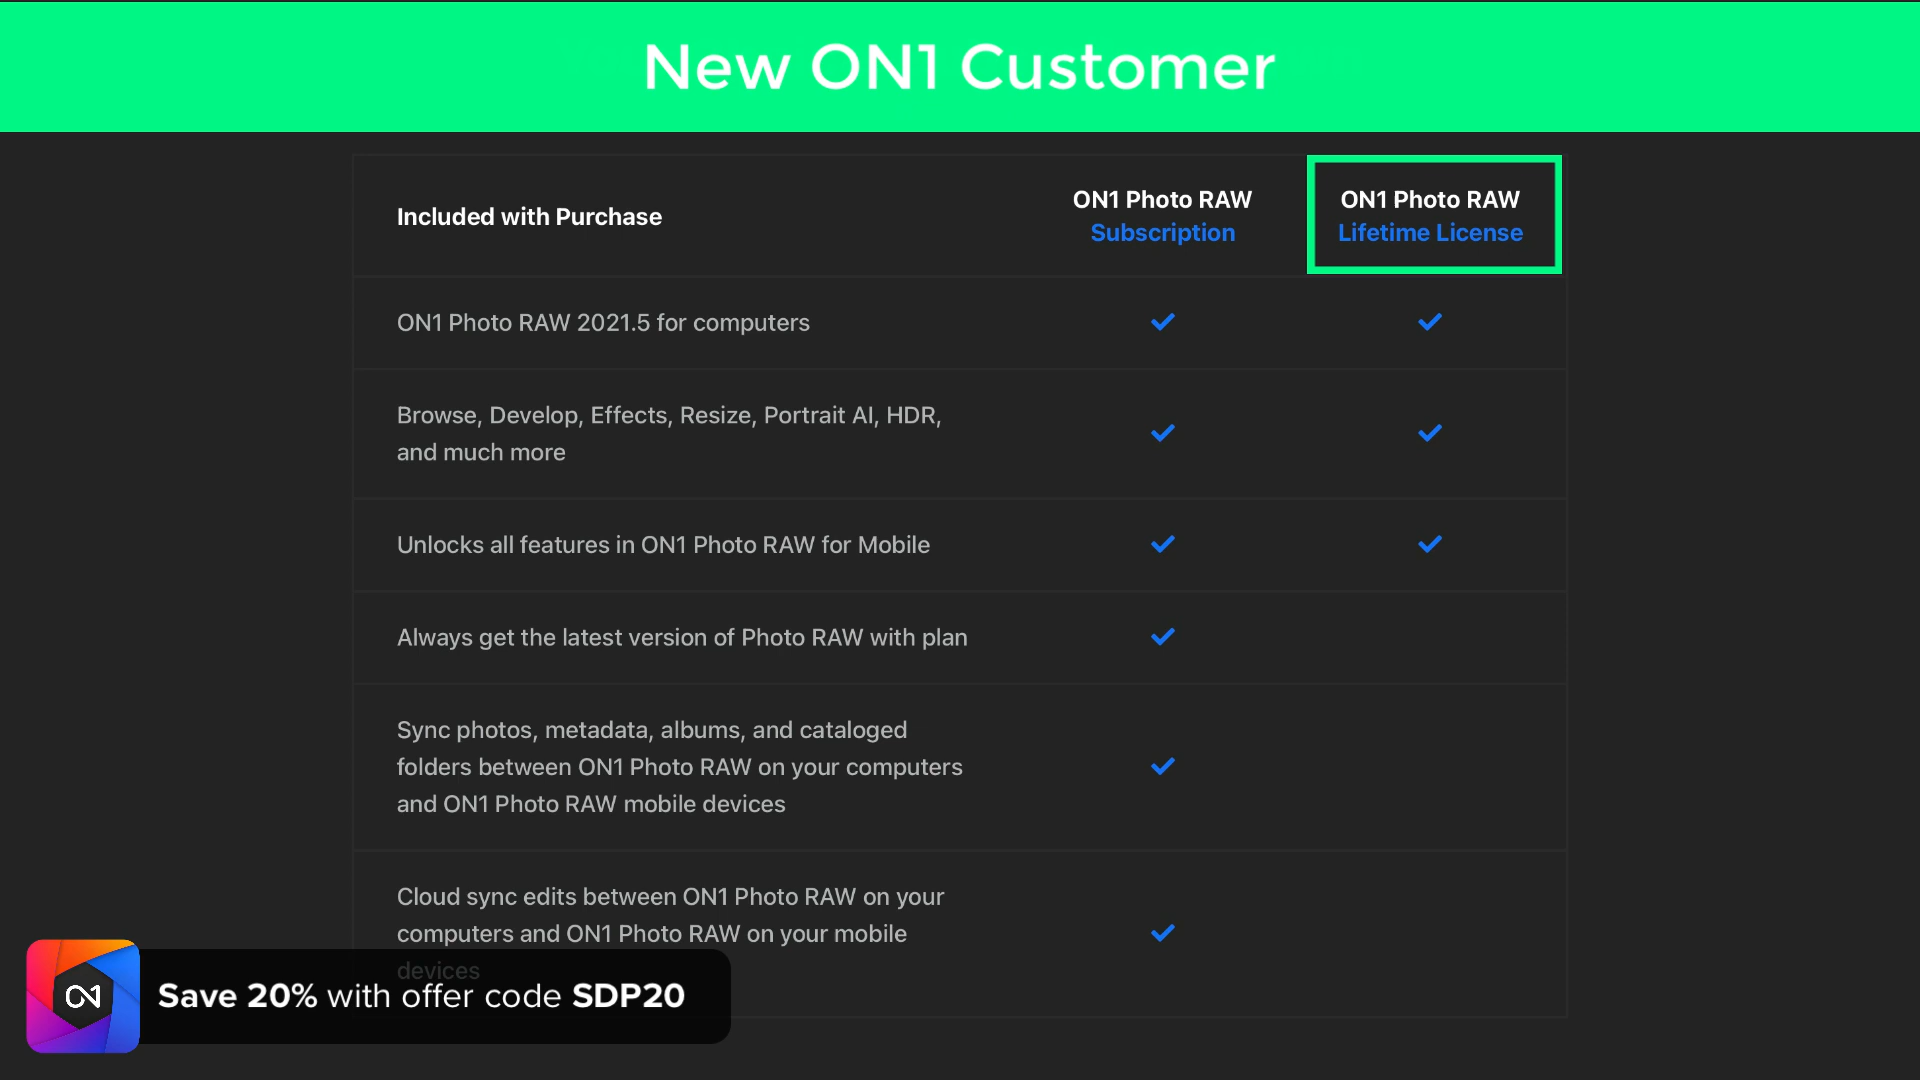 New ON1 Customer
Included with Purchase
ON1 Photo RAW
Subscription
ON1 Photo RAW
Lifetime License
ON1 Photo RAW 2021.5 for computers
Browse, Develop, Effects, Resize, Portrait AI, HDR,
and much more
Unlocks all features in ON1 Photo RAW for Mobile
Always get the latest version of Photo RAW with plan
Sync photos, metadata, albums, and cataloged
folders between ON1 Photo RAW on your computers
and ON1 Photo RAW mobile devices
Cloud sync edits between ON1 Photo RAW on your
computers and ON1 Photo RAW on your mobile
devices
ON1
Save 20% with offer code SDP20